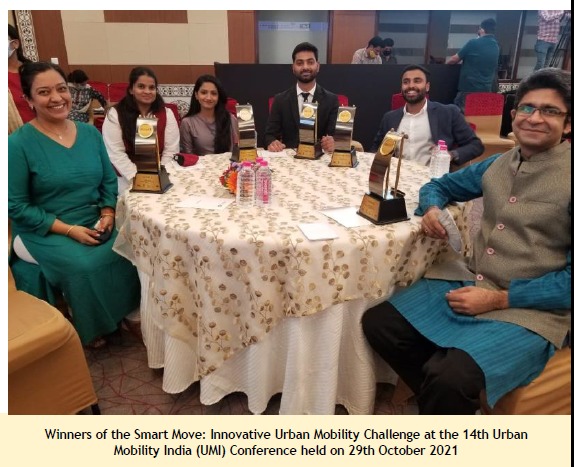 Winners of the Smart Move: Innovative Urban Mobility Challenge at the 14th Urban
Mobility India (UMI) Conference held on 29th October 2021